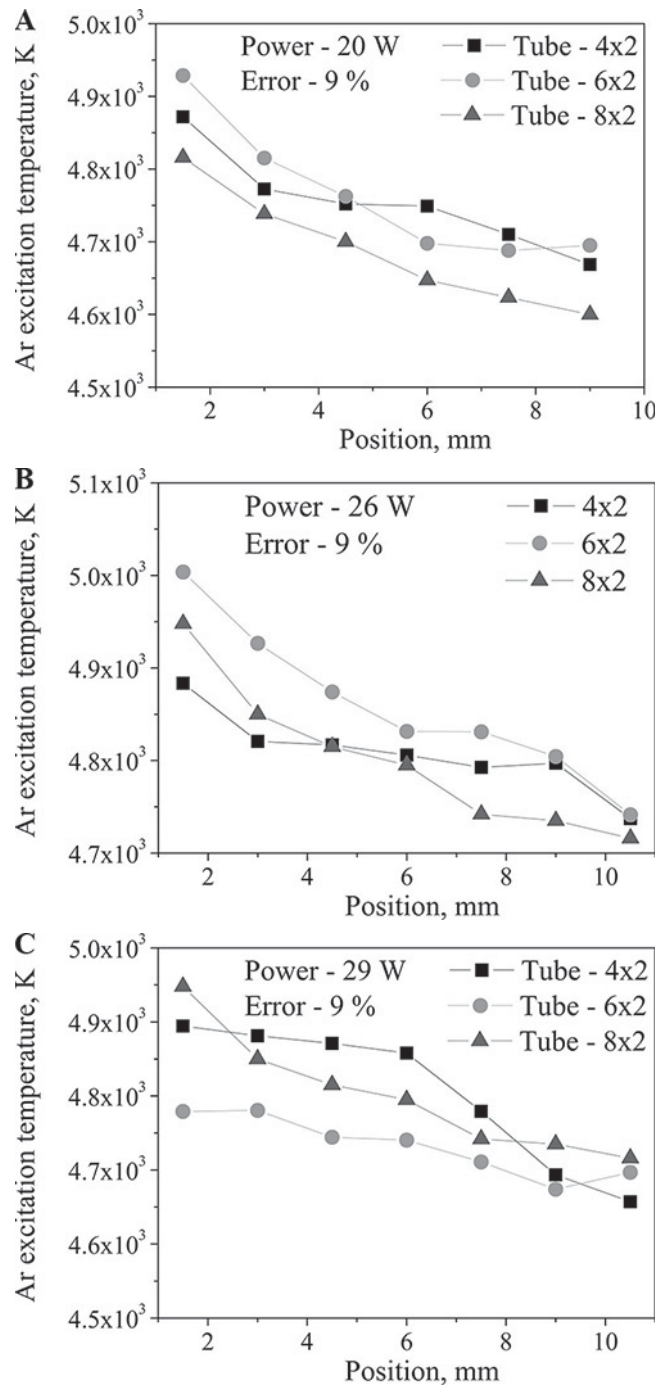 A
Ar excitation temperature, K
5.0x10³
4.9x10³
4.8x10³
4.7x10³
4.6x10³
4.5x10³
Power - 20 W
Error - 9 %
Tube - 4x2
Tube - 6x2
Tube - 8x2
2 4 6 8 10
Position, mm
B
Ar excitation temperature, K
5.1x10³
5.0x10³
4.9x10³
4.8x10³
4.7x10³
Power - 26 W
Error - 9 %
4x2
6x2
8x2
2 4 6 8 10
Position, mm
C
Ar excitation temperature, K
5.0x10³
4.9x10³
4.8x10³
4.7x10³
4.6x10³
4.5x10³
Power - 29 W
Error - 9 %
Tube - 4x2
Tube - 6x2
Tube - 8x2
2 4 6 8 10
Position, mm